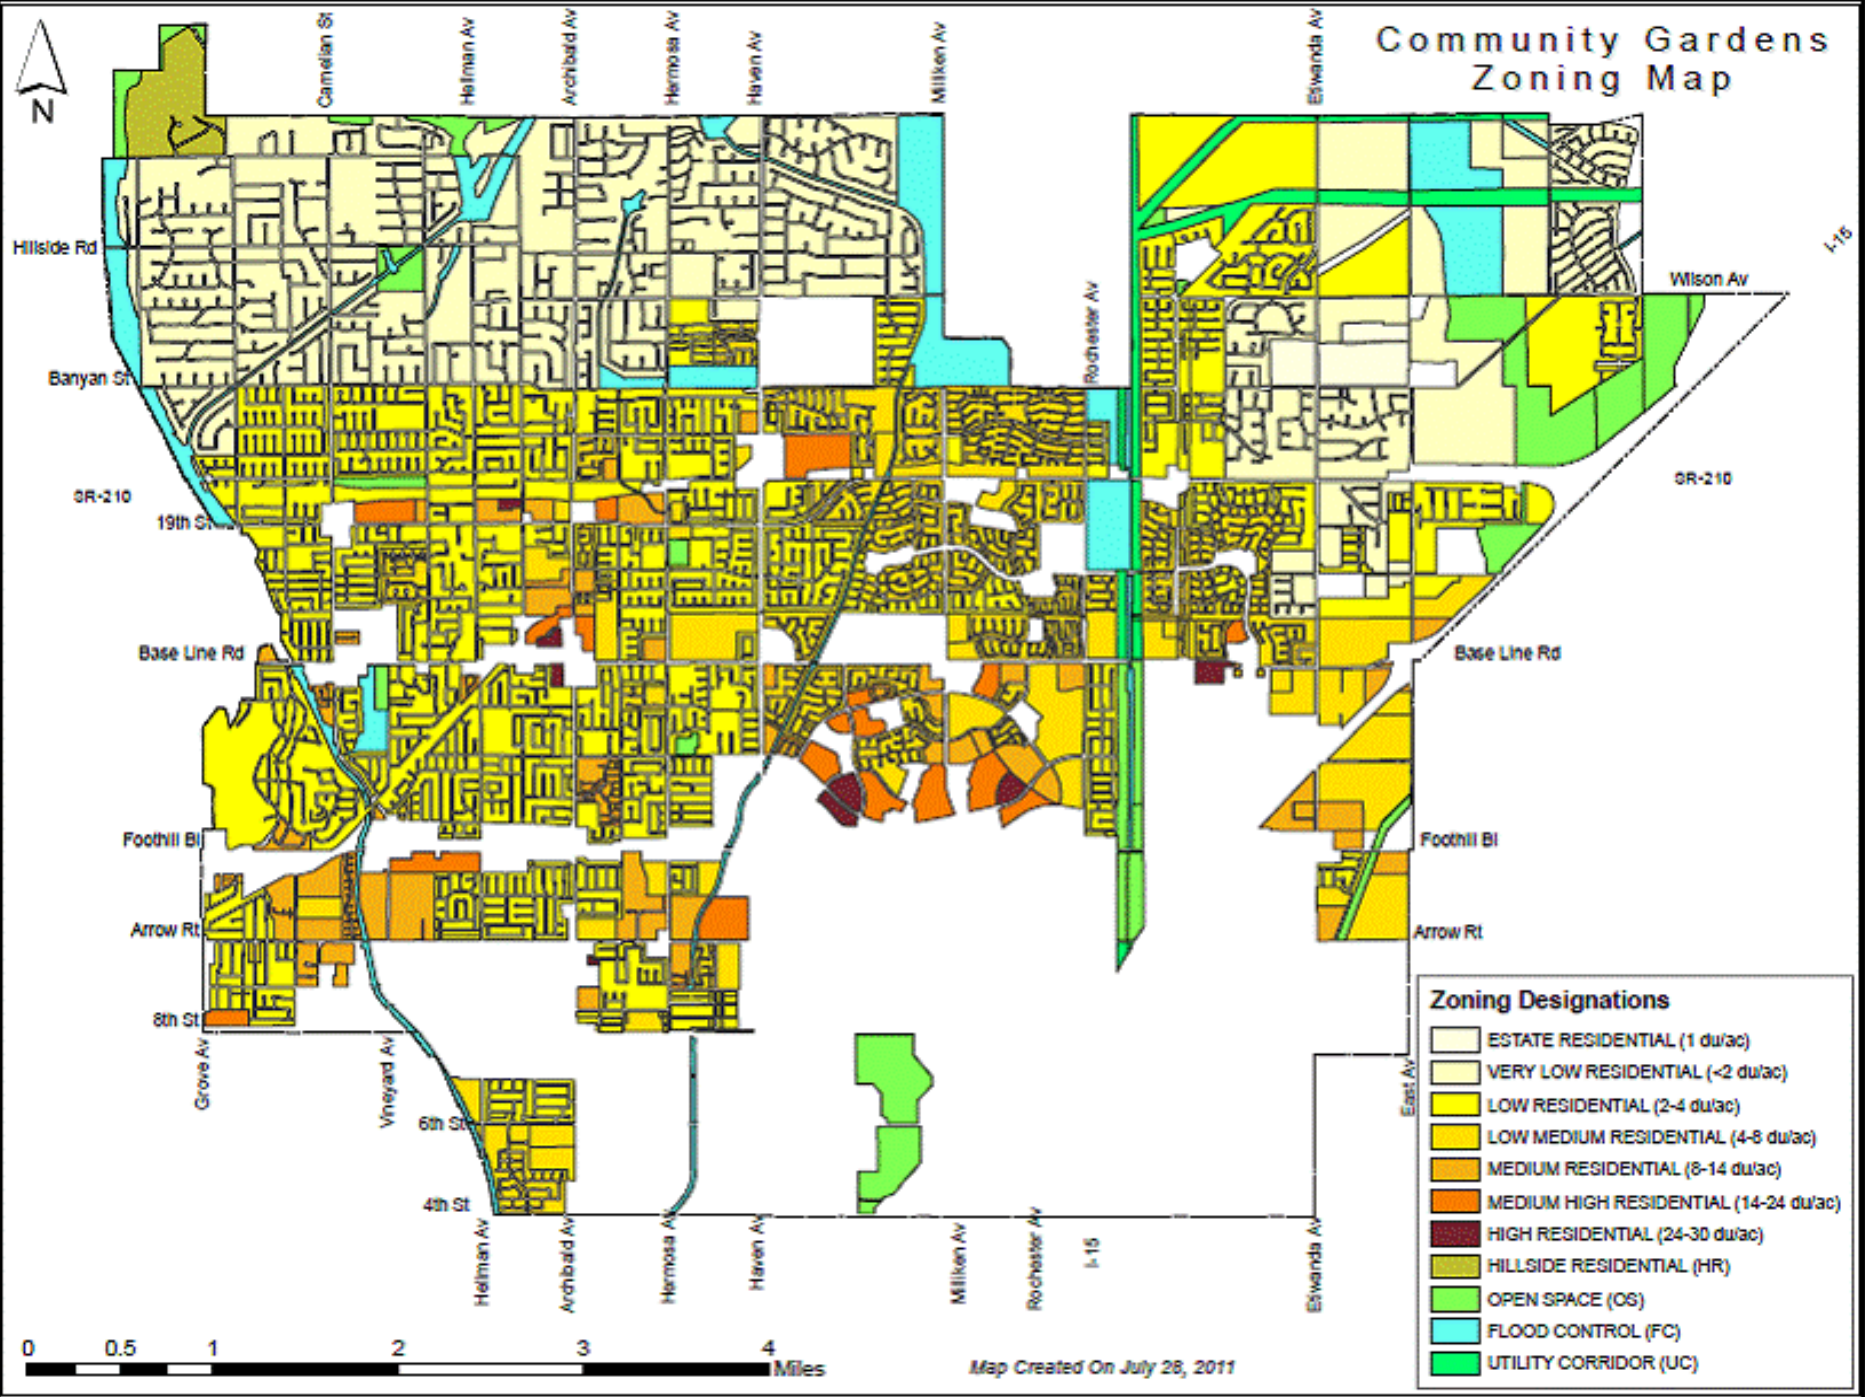 Community Gardens
Zoning Map
N
Carnelian St
Hellman Av
Archibald Av
Hermosa Av
Haven Av
Milliken Av
Etiwanda Av
Hillside Rd
I-15
Wilson Av
Rochester Av
Banyan St
SR-210
SR-210
19th St
Base Line Rd
Base Line Rd
Foothill Bl
Foothill Bl
Arrow Rt
Arrow Rt
8th St
Grove Av
Vineyard Av
East Av
6th St
4th St
Hellman Av
Archibald Av
Hermosa Av
Haven Av
Milliken Av
Rochester Av
I-15
Etiwanda Av
Zoning Designations
ESTATE RESIDENTIAL (1 du/ac)
VERY LOW RESIDENTIAL (<2 du/ac)
LOW RESIDENTIAL (2-4 du/ac)
LOW MEDIUM RESIDENTIAL (4-8 du/ac)
MEDIUM RESIDENTIAL (8-14 du/ac)
MEDIUM HIGH RESIDENTIAL (14-24 du/ac)
HIGH RESIDENTIAL (24-30 du/ac)
HILLSIDE RESIDENTIAL (HR)
OPEN SPACE (OS)
FLOOD CONTROL (FC)
UTILITY CORRIDOR (UC)
0 0.5 1 2 3 4
Miles
Map Created On July 28, 2011